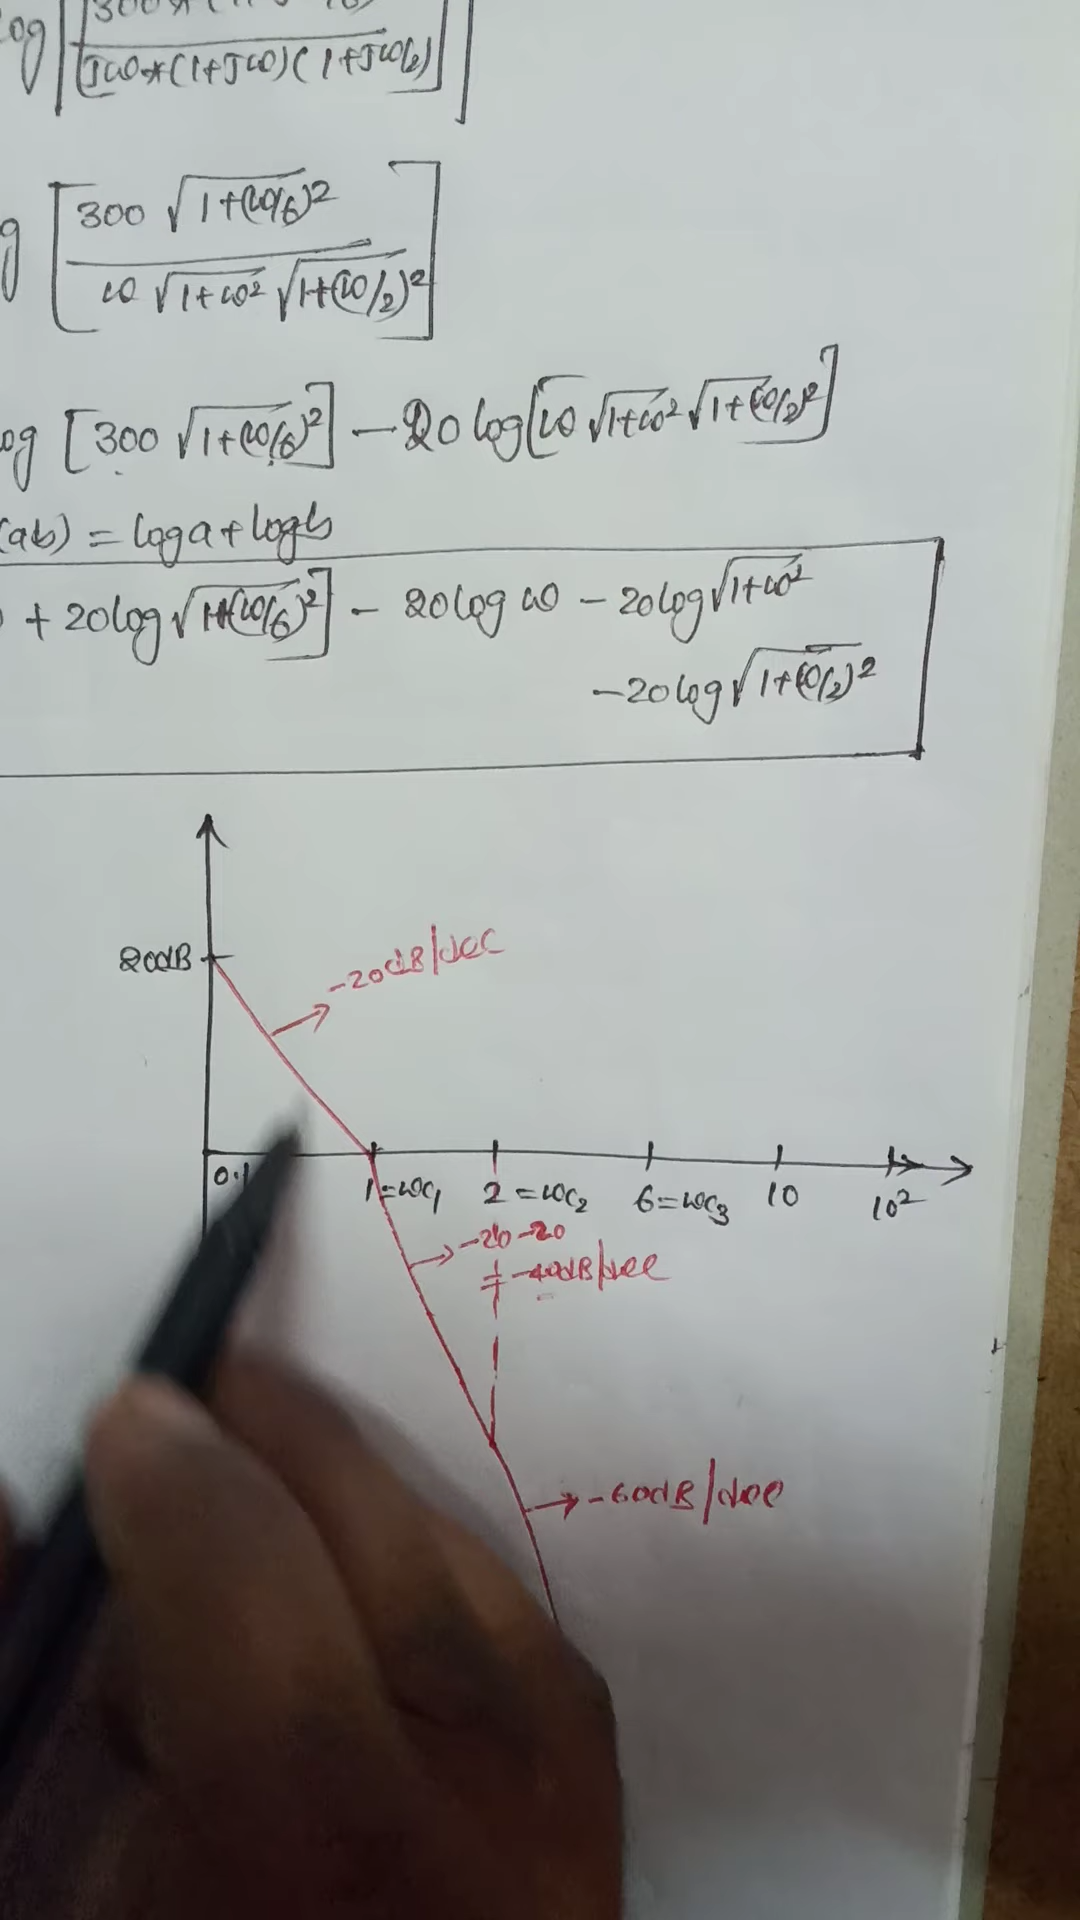 log[300*(1+
Jω*(1+Jω)(1+Jω/2)]
g [300 √1+(ω/6)²
ω √1+ω² √1+(ω/2)²]
og [300 √1+(ω/6)²] - 20 log[ω √1+ω² √1+(ω/2)²]
(ab) = log a + log b
) + 20 log √1+(ω/6)²] - 20 log ω - 20 log √1+ω²
- 20 log √1+(ω/2)²
20dB
-20dB/dec
0.1
1=ωc1
2=ωc2
6=ωc3
10
10²
-20-20
= -40dB/dec
-60dB/dec